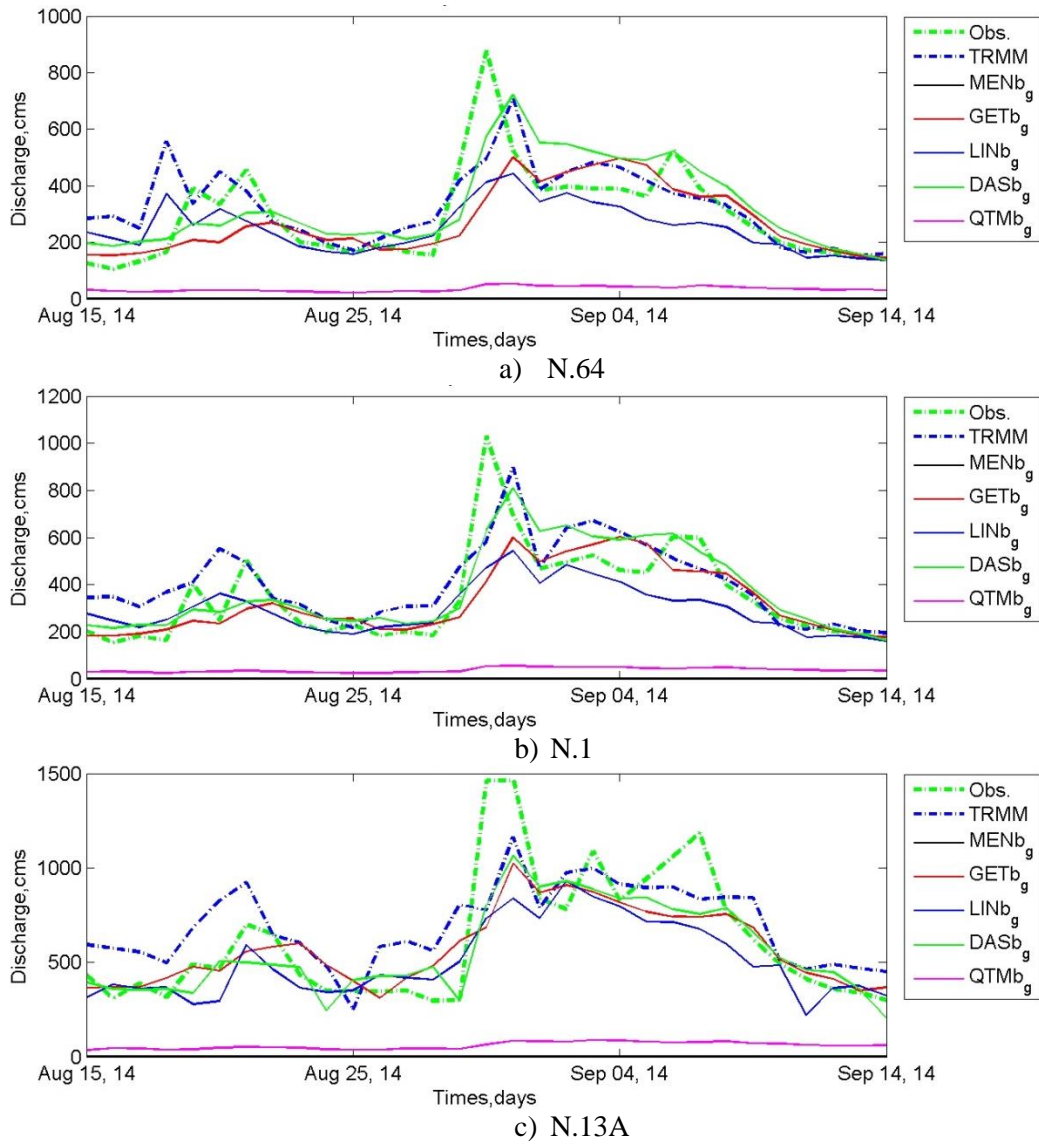 1000
800
600
400
200
0
Discharge,cms
Aug 15, 14 Aug 25, 14 Sep 04, 14 Sep 14, 14
Times,days
Obs.
TRMM
MENbg
GETbg
LINbg
DASbg
QTMbg
a) N.64
1200
1000
800
600
400
200
0
Discharge,cms
Aug 15, 14 Aug 25, 14 Sep 04, 14 Sep 14, 14
Times,days
Obs.
TRMM
MENbg
GETbg
LINbg
DASbg
QTMbg
b) N.1
1500
1000
500
0
Discharge,cms
Aug 15, 14 Aug 25, 14 Sep 04, 14 Sep 14, 14
Times,days
Obs.
TRMM
MENbg
GETbg
LINbg
DASbg
QTMbg
c) N.13A